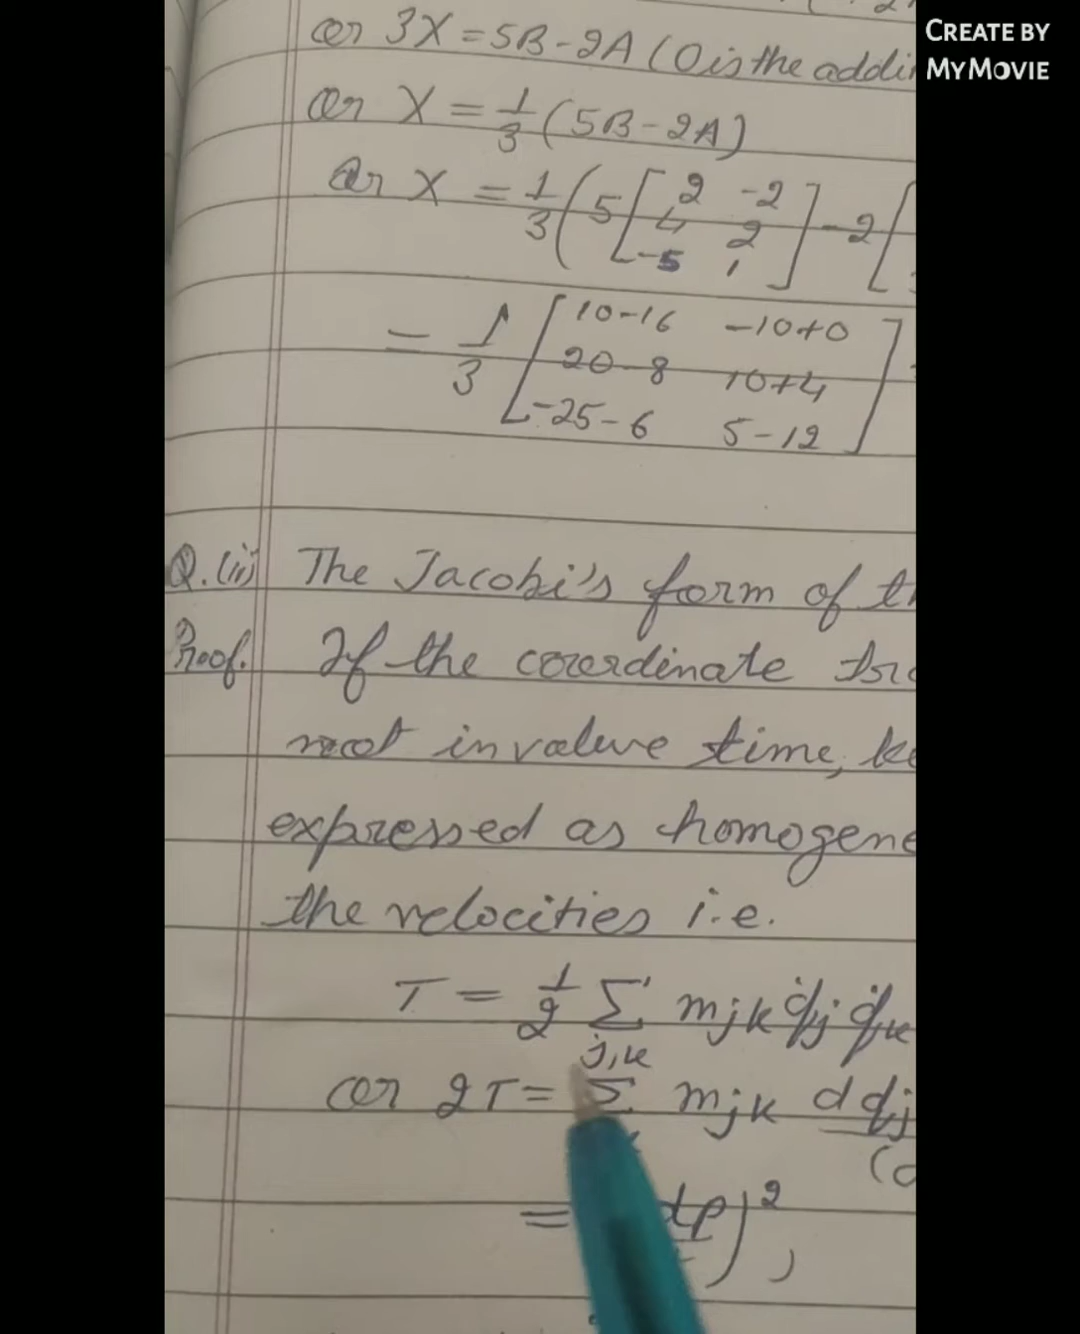 CREATE BY
MYMOVIE
or 3X = 5B - 2A (O is the addi
or X = 1/3 (5B - 2A)
or X = 1/3 (5 [ 2 -2
4 2
-5 1 ] - 2 [
= 1/3 [ 10-16 -10+0
20-8 10+4
-25-6 5-12 ]
Q.(ii) The Jacobi's form of
Proof. If the coordinate
not involve time,
expressed as homogene
the velocities i.e.
T = 1/2 Σ mjk q̇j q̇k
j,k
or 2T = Σ mjk dqj
= dρ )²,